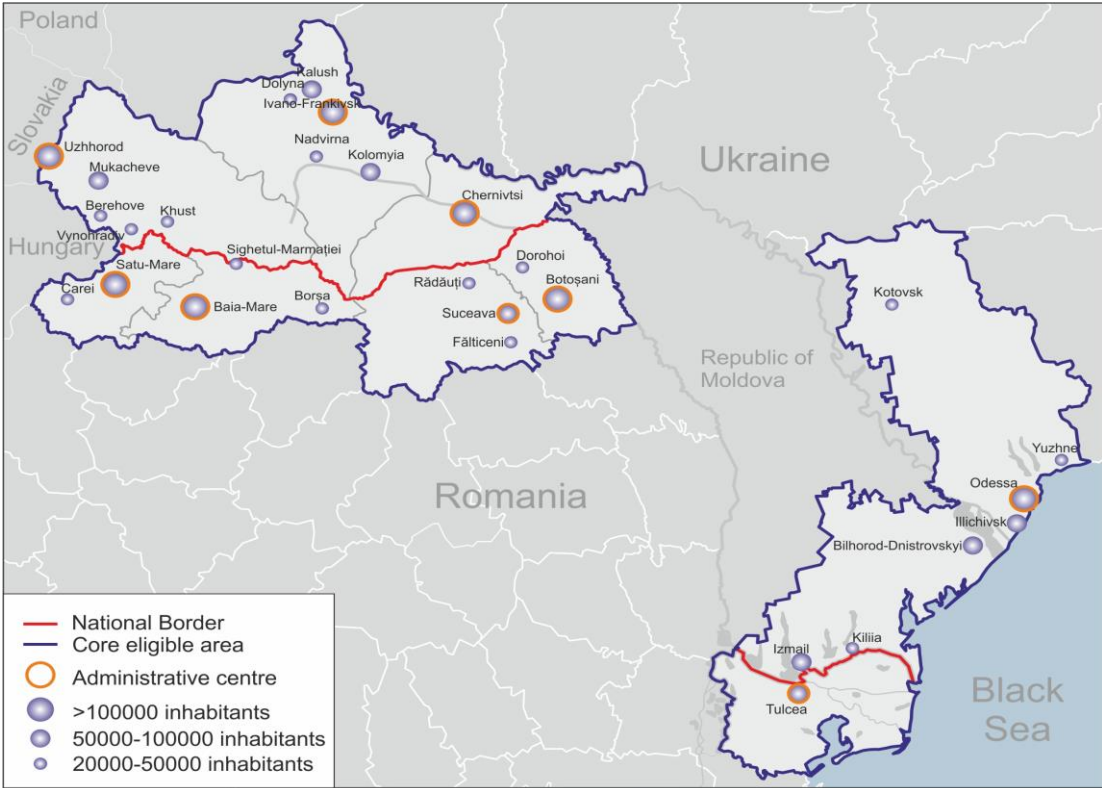 Poland
Slovakia
Hungary
Ukraine
Romania
Republic of
Moldova
Black
Sea
Kalush
Dolyna
Ivano-Frankivsk
Nadvirna
Kolomyia
Uzhhorod
Mukacheve
Berehove
Khust
Vynohradiv
Chernivtsi
Sighetul-Marmației
Satu-Mare
Carei
Baia-Mare
Borșa
Dorohoi
Rădăuți
Botoșani
Suceava
Fălticeni
Kotovsk
Yuzhne
Odessa
Illichivsk
Bilhorod-Dnistrovskyi
Izmail
Kiliia
Tulcea
National Border
Core eligible area
Administrative centre
>100000 inhabitants
50000-100000 inhabitants
20000-50000 inhabitants